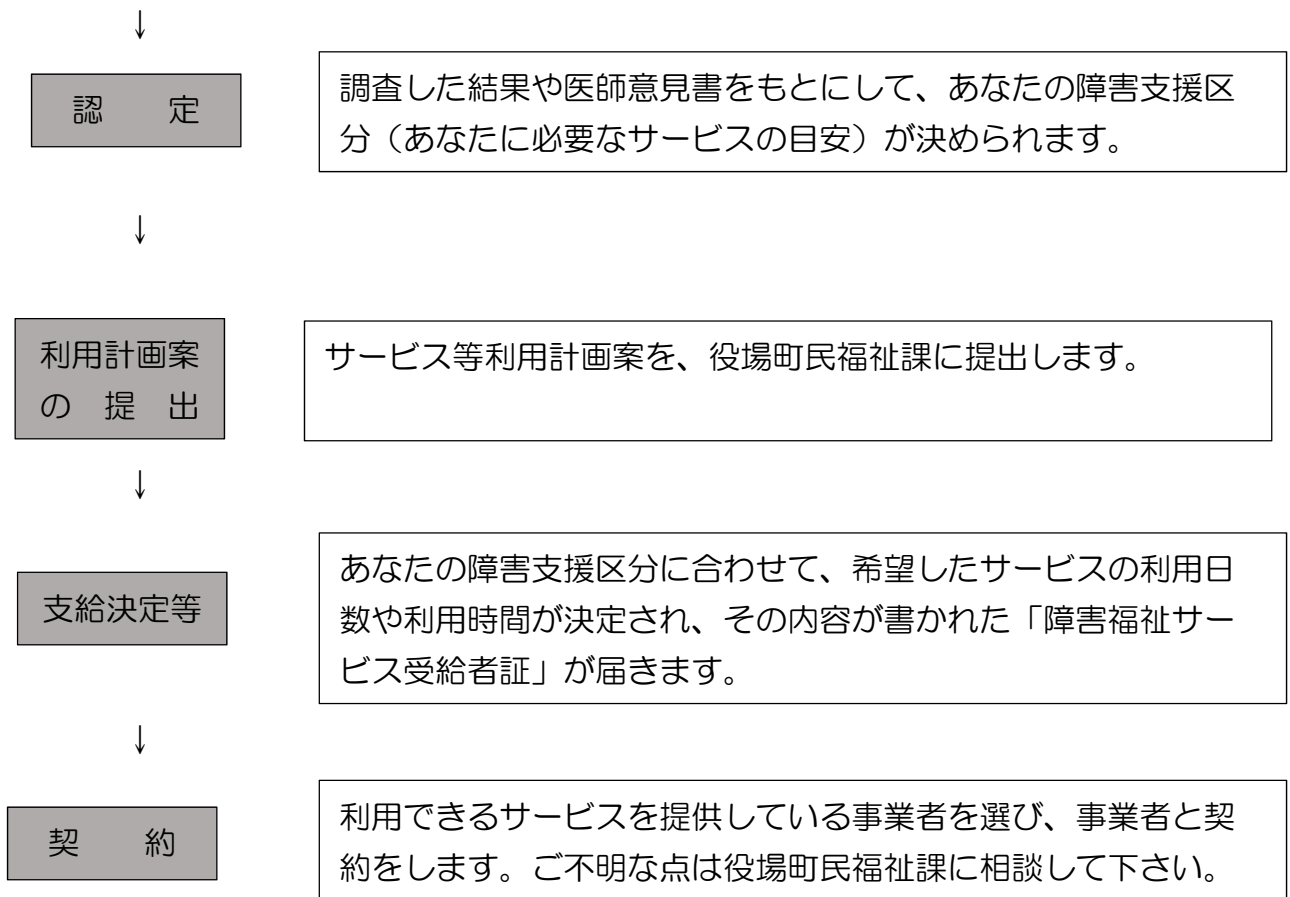 ↓
認　定
調査した結果や医師意見書をもとにして、あなたの障害支援区
分（あなたに必要なサービスの目安）が決められます。
↓
利用計画案
の　提　出
サービス等利用計画案を、役場町民福祉課に提出します。
↓
支給決定等
あなたの障害支援区分に合わせて、希望したサービスの利用日
数や利用時間が決定され、その内容が書かれた「障害福祉サー
ビス受給者証」が届きます。
↓
契　約
利用できるサービスを提供している事業者を選び、事業者と契
約をします。ご不明な点は役場町民福祉課に相談して下さい。